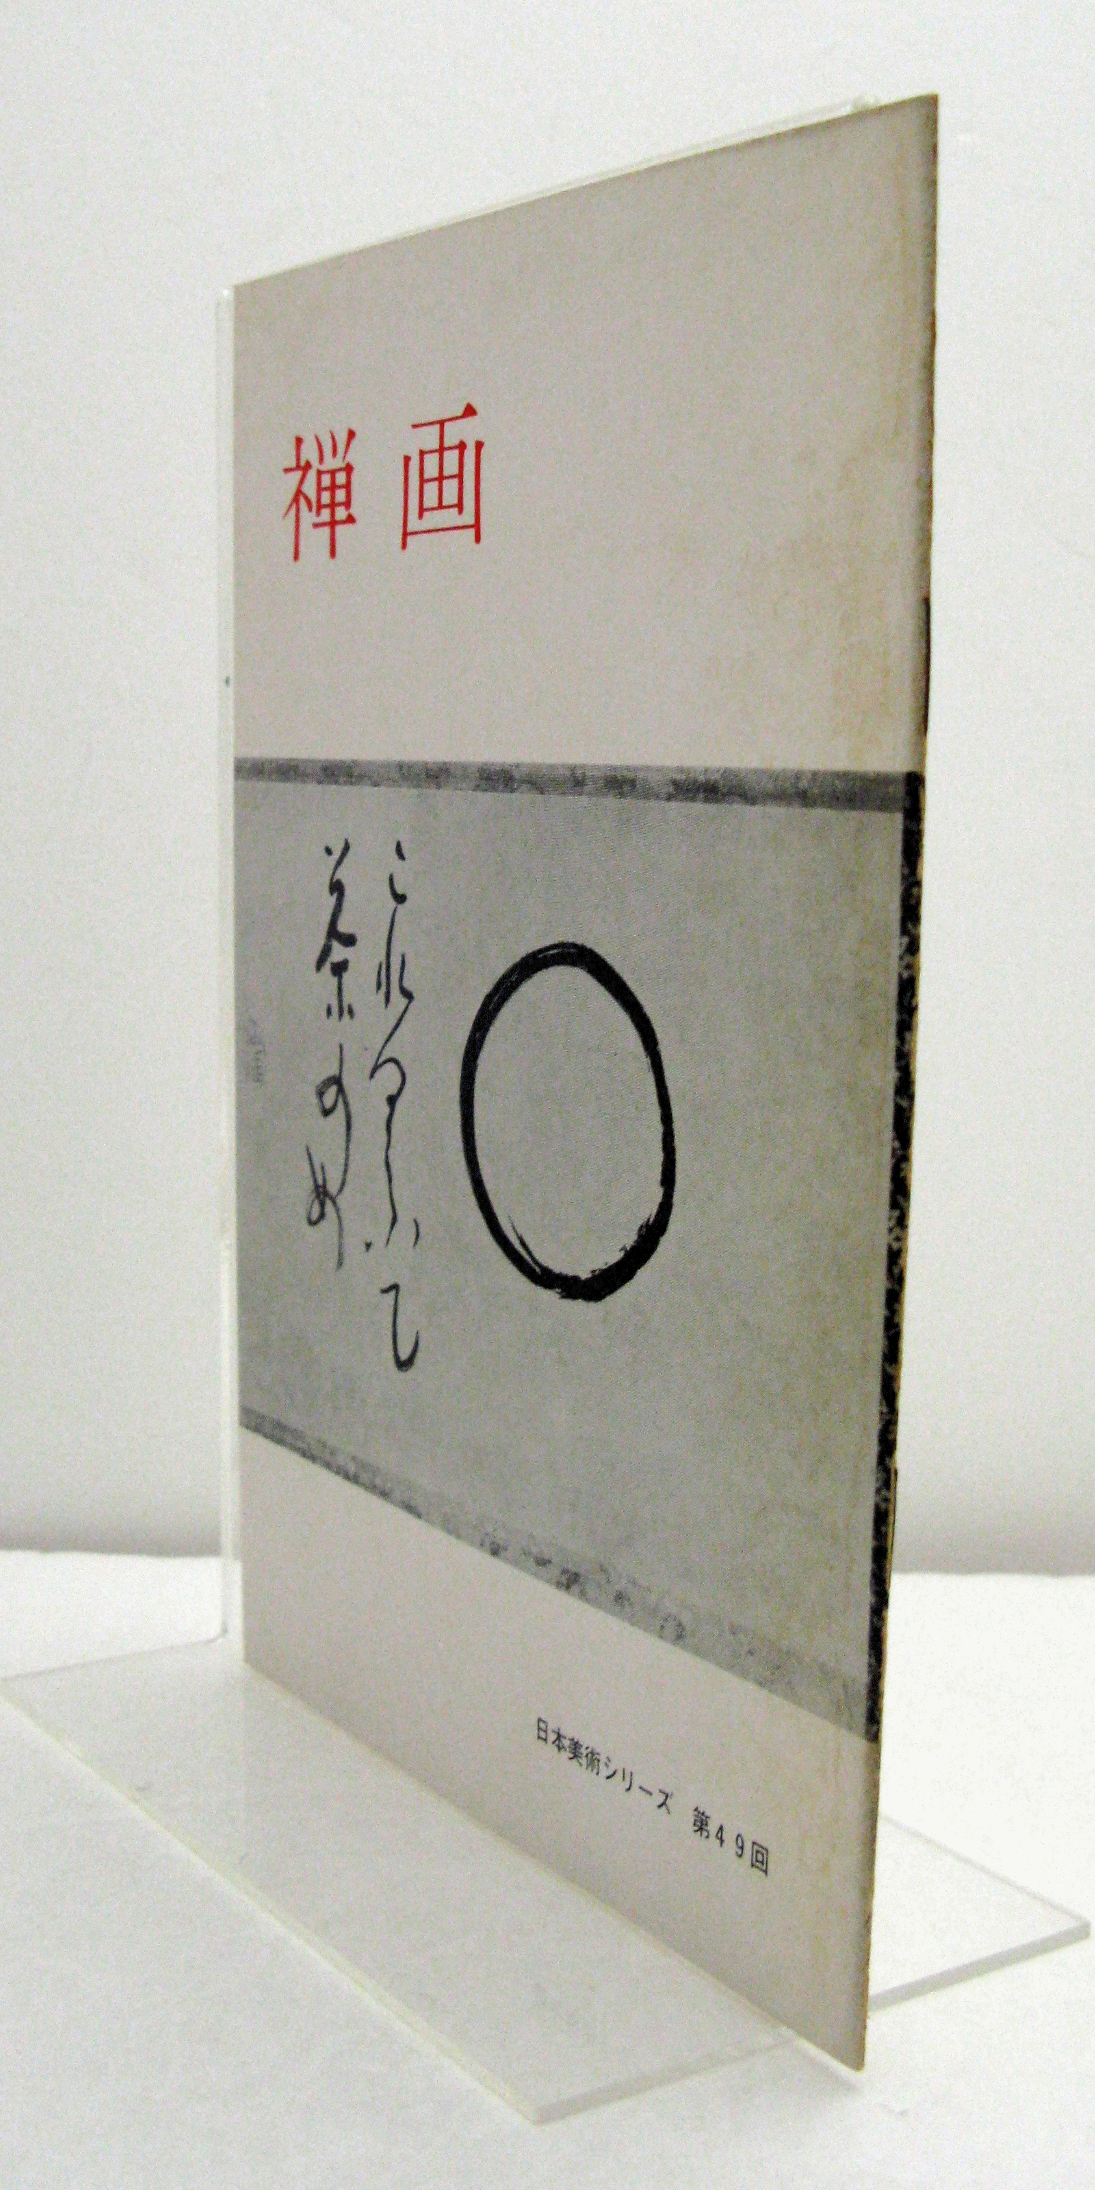 禅画
これくふて
茶のめ
日本美術シリーズ 第49回